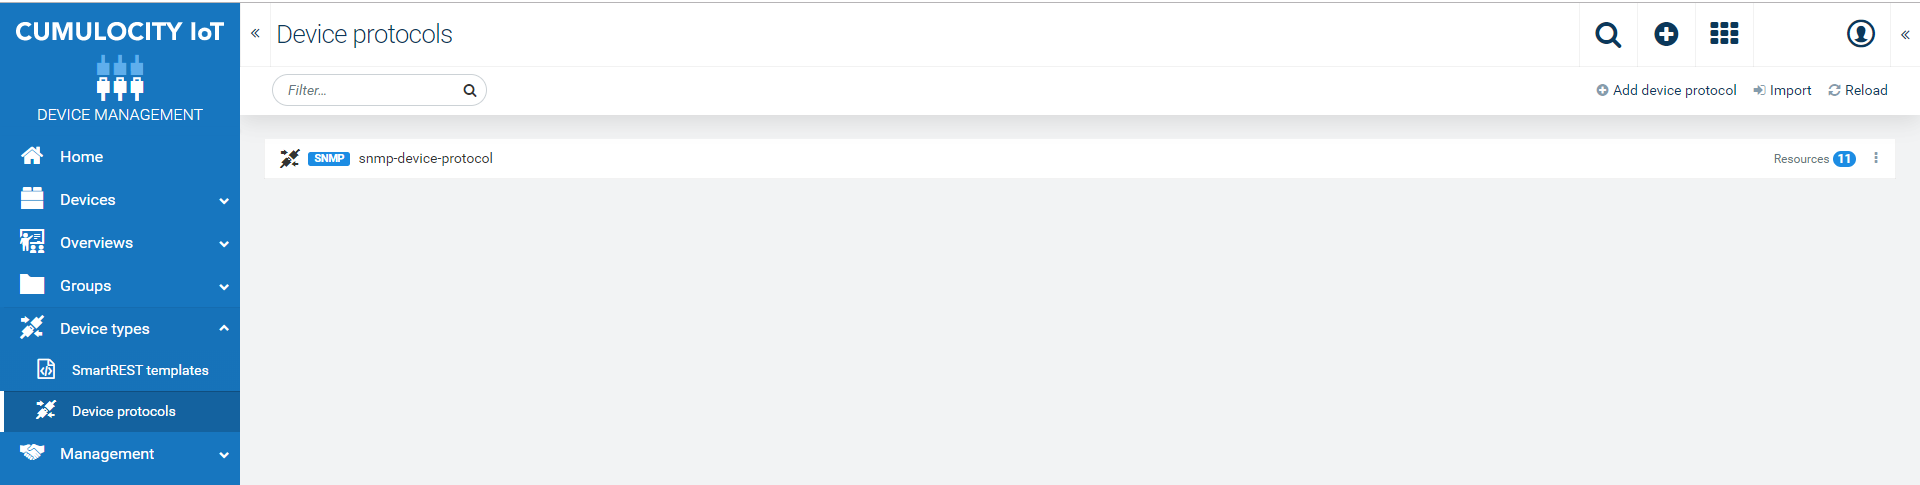 CUMULOCITY IoT
DEVICE MANAGEMENT
Home
Devices
Overviews
Groups
Device types
SmartREST templates
Device protocols
Management
« Device protocols «
Filter...
Add device protocol Import Reload
SNMP snmp-device-protocol Resources 11